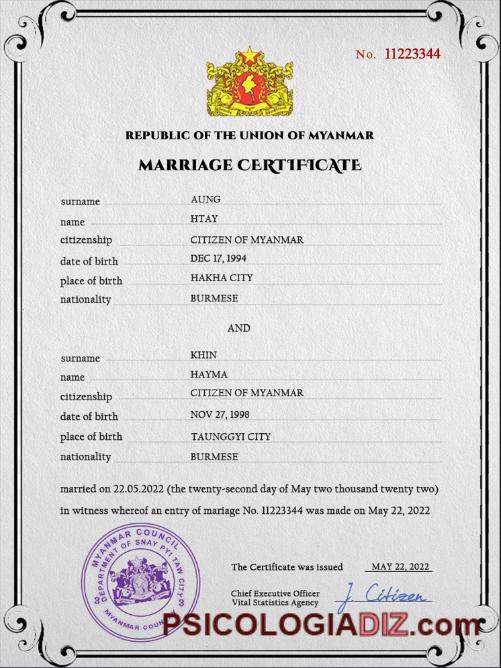 No. 11223344
REPUBLIC OF THE UNION OF MYANMAR
MARRIAGE CERTIFICATE
surname AUNG
name HTAY
citizenship CITIZEN OF MYANMAR
date of birth DEC 17, 1994
place of birth HAKHA CITY
nationality BURMESE
AND
surname KHIN
name HAYMA
citizenship CITIZEN OF MYANMAR
date of birth NOV 27, 1998
place of birth TAUNGGYI CITY
nationality BURMESE
married on 22.05.2022 (the twenty-second day of May two thousand twenty two)
in witness whereof an entry of mariage No. 11223344 was made on May 22, 2022
MYANMAR COUNCIL
DEPARTMENT OF SNAY PYI TAW CITY
MYANMAR COUN
The Certificate was issued MAY 22, 2022
Chief Executive Officer
Vital Statistics Agency
J. Citizen
PSICOLOGIADIZ.com